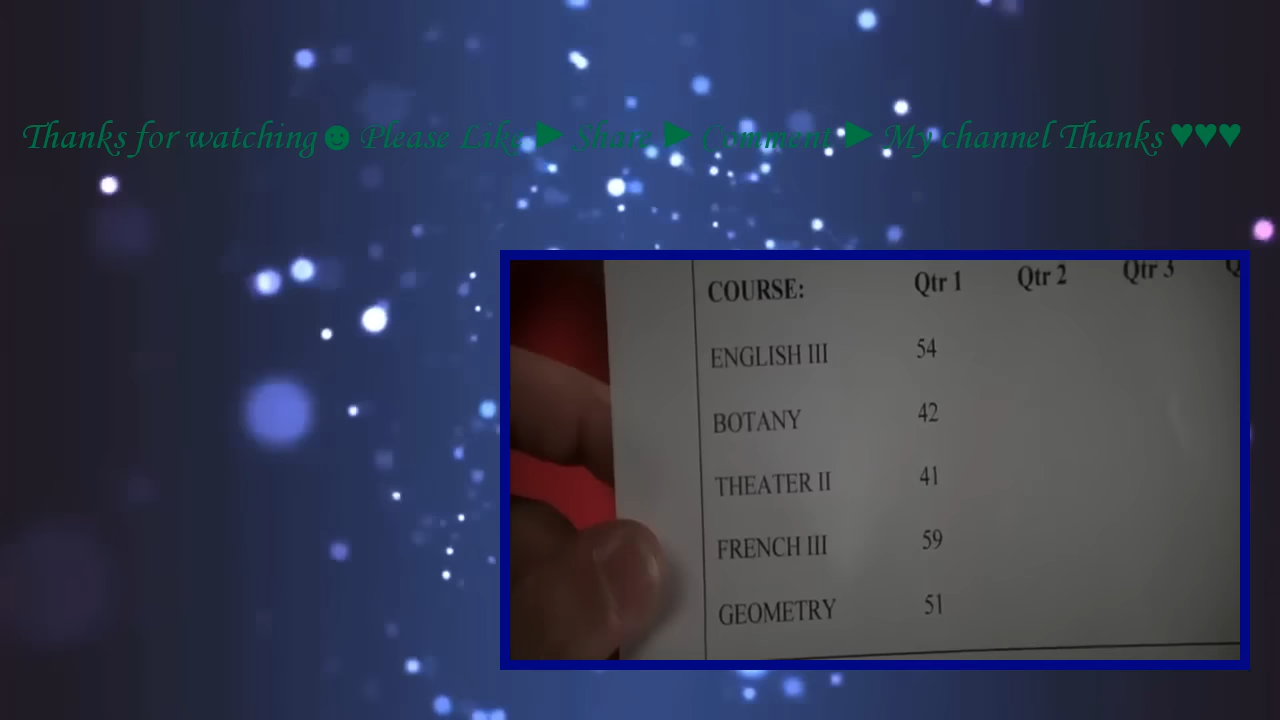 Thanks for watching☻Please Like ► Share ► Comment ► My channel Thanks ♥♥♥
COURSE: Qtr 1 Qtr 2 Qtr 3 Q
ENGLISH III 54
BOTANY 42
THEATER II 41
FRENCH III 59
GEOMETRY 51